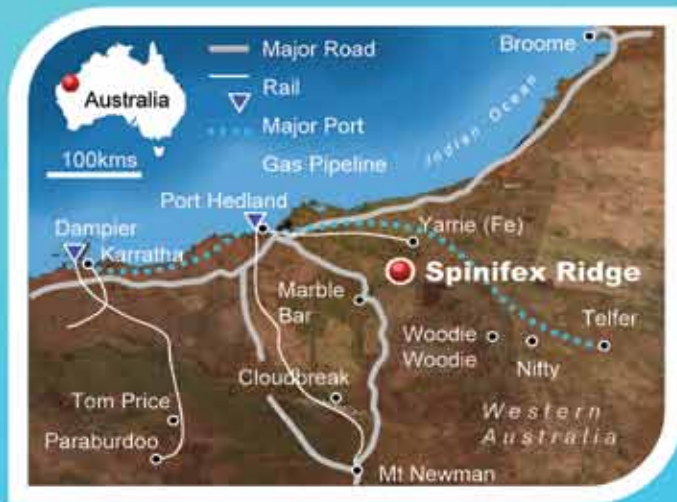 Major Road
Rail
Major Port
Gas Pipeline
Australia
100kms
Broome
Indian Ocean
Port Hedland
Dampier
Karratha
Yarrie (Fe)
Spinifex Ridge
Marble
Bar
Telfer
Woodie
Woodie
Nifty
Cloudbreak
Tom Price
Western
Australia
Paraburdoo
Mt Newman